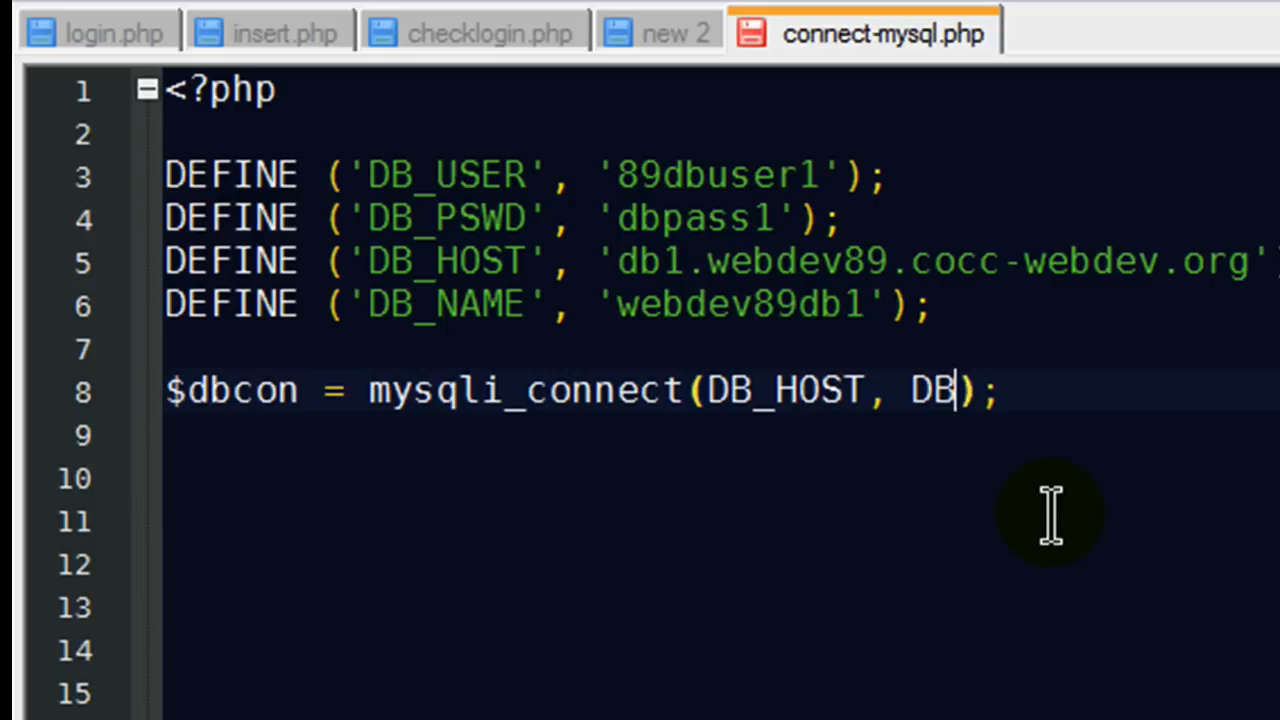 login.php insert.php checklogin.php new 2 connect-mysql.php
1 <?php
2
3 DEFINE ('DB_USER', '89dbuser1');
4 DEFINE ('DB_PSWD', 'dbpass1');
5 DEFINE ('DB_HOST', 'db1.webdev89.cocc-webdev.org'
6 DEFINE ('DB_NAME', 'webdev89db1');
7
8 $dbcon = mysqli_connect(DB_HOST, DB);
9
10
11
12
13
14
15